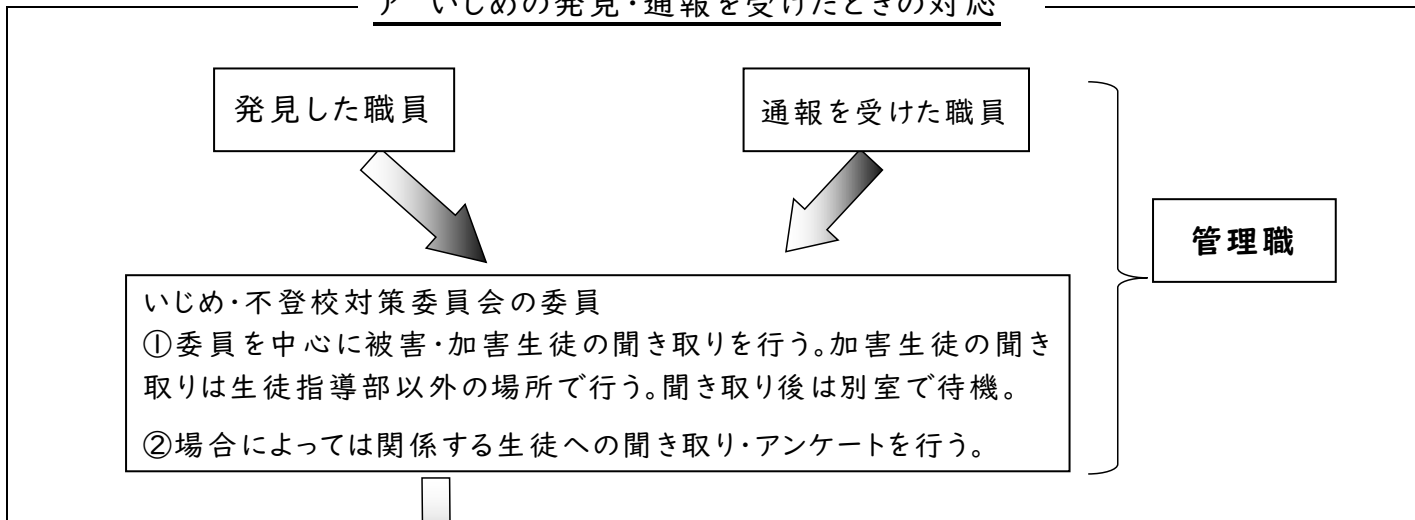 ア いじめの発見・通報を受けたときの対応
発見した職員
通報を受けた職員
管理職
いじめ・不登校対策委員会の委員
①委員を中心に被害・加害生徒の聞き取りを行う。加害生徒の聞き
取りは生徒指導部以外の場所で行う。聞き取り後は別室で待機。
②場合によっては関係する生徒への聞き取り・アンケートを行う。